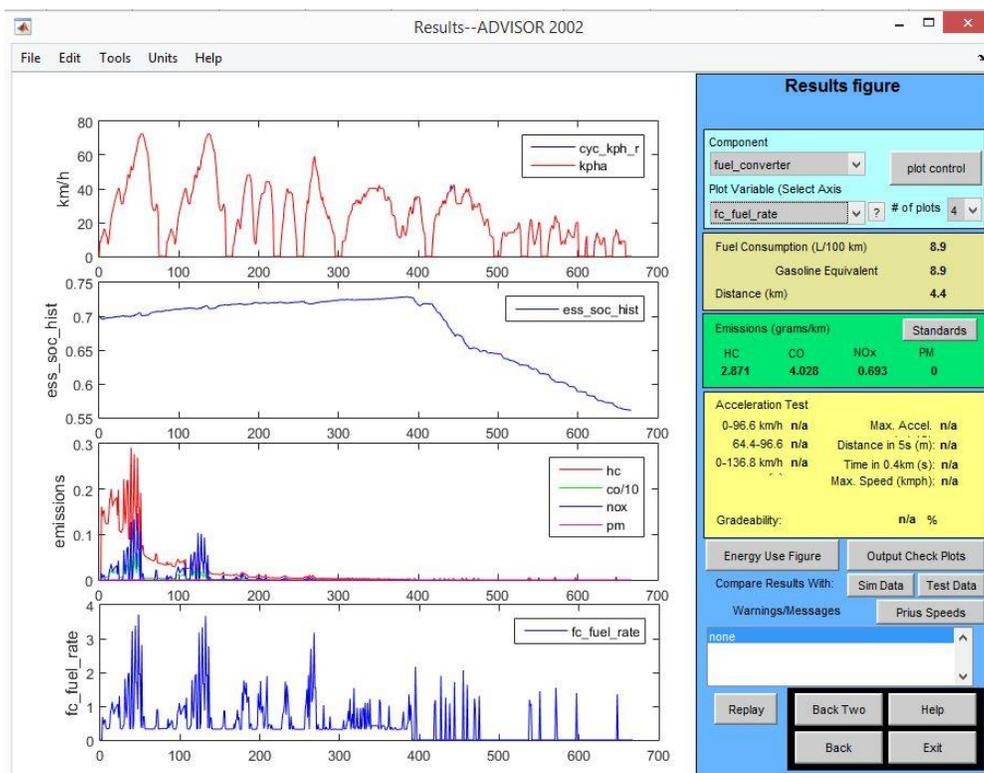 Results--ADVISOR 2002
File Edit Tools Units Help
80
60
40
20
0
km/h
cyc_kph_r
kpha
0 100 200 300 400 500 600 700
0.75
0.7
0.65
0.6
0.55
ess_soc_hist
ess_soc_hist
0 100 200 300 400 500 600 700
0.3
0.2
0.1
0
emissions
hc
co/10
nox
pm
0 100 200 300 400 500 600 700
4
3
2
1
0
fc_fuel_rate
fc_fuel_rate
0 100 200 300 400 500 600 700
Results figure
Component
fuel_converter
plot control
Plot Variable (Select Axis
fc_fuel_rate ? # of plots 4
Fuel Consumption (L/100 km) 8.9
Gasoline Equivalent 8.9
Distance (km) 4.4
Emissions (grams/km) Standards
HC CO NOx PM
2.871 4.028 0.693 0
Acceleration Test
0-96.6 km/h n/a Max. Accel. n/a
64.4-96.6 n/a Distance in 5s (m): n/a
0-136.8 km/h n/a Time in 0.4km (s): n/a
Max. Speed (kmph): n/a
Gradeability: n/a %
Energy Use Figure Output Check Plots
Compare Results With: Sim Data Test Data
Warnings/Messages Prius Speeds
none
Replay Back Two Help
Back Exit